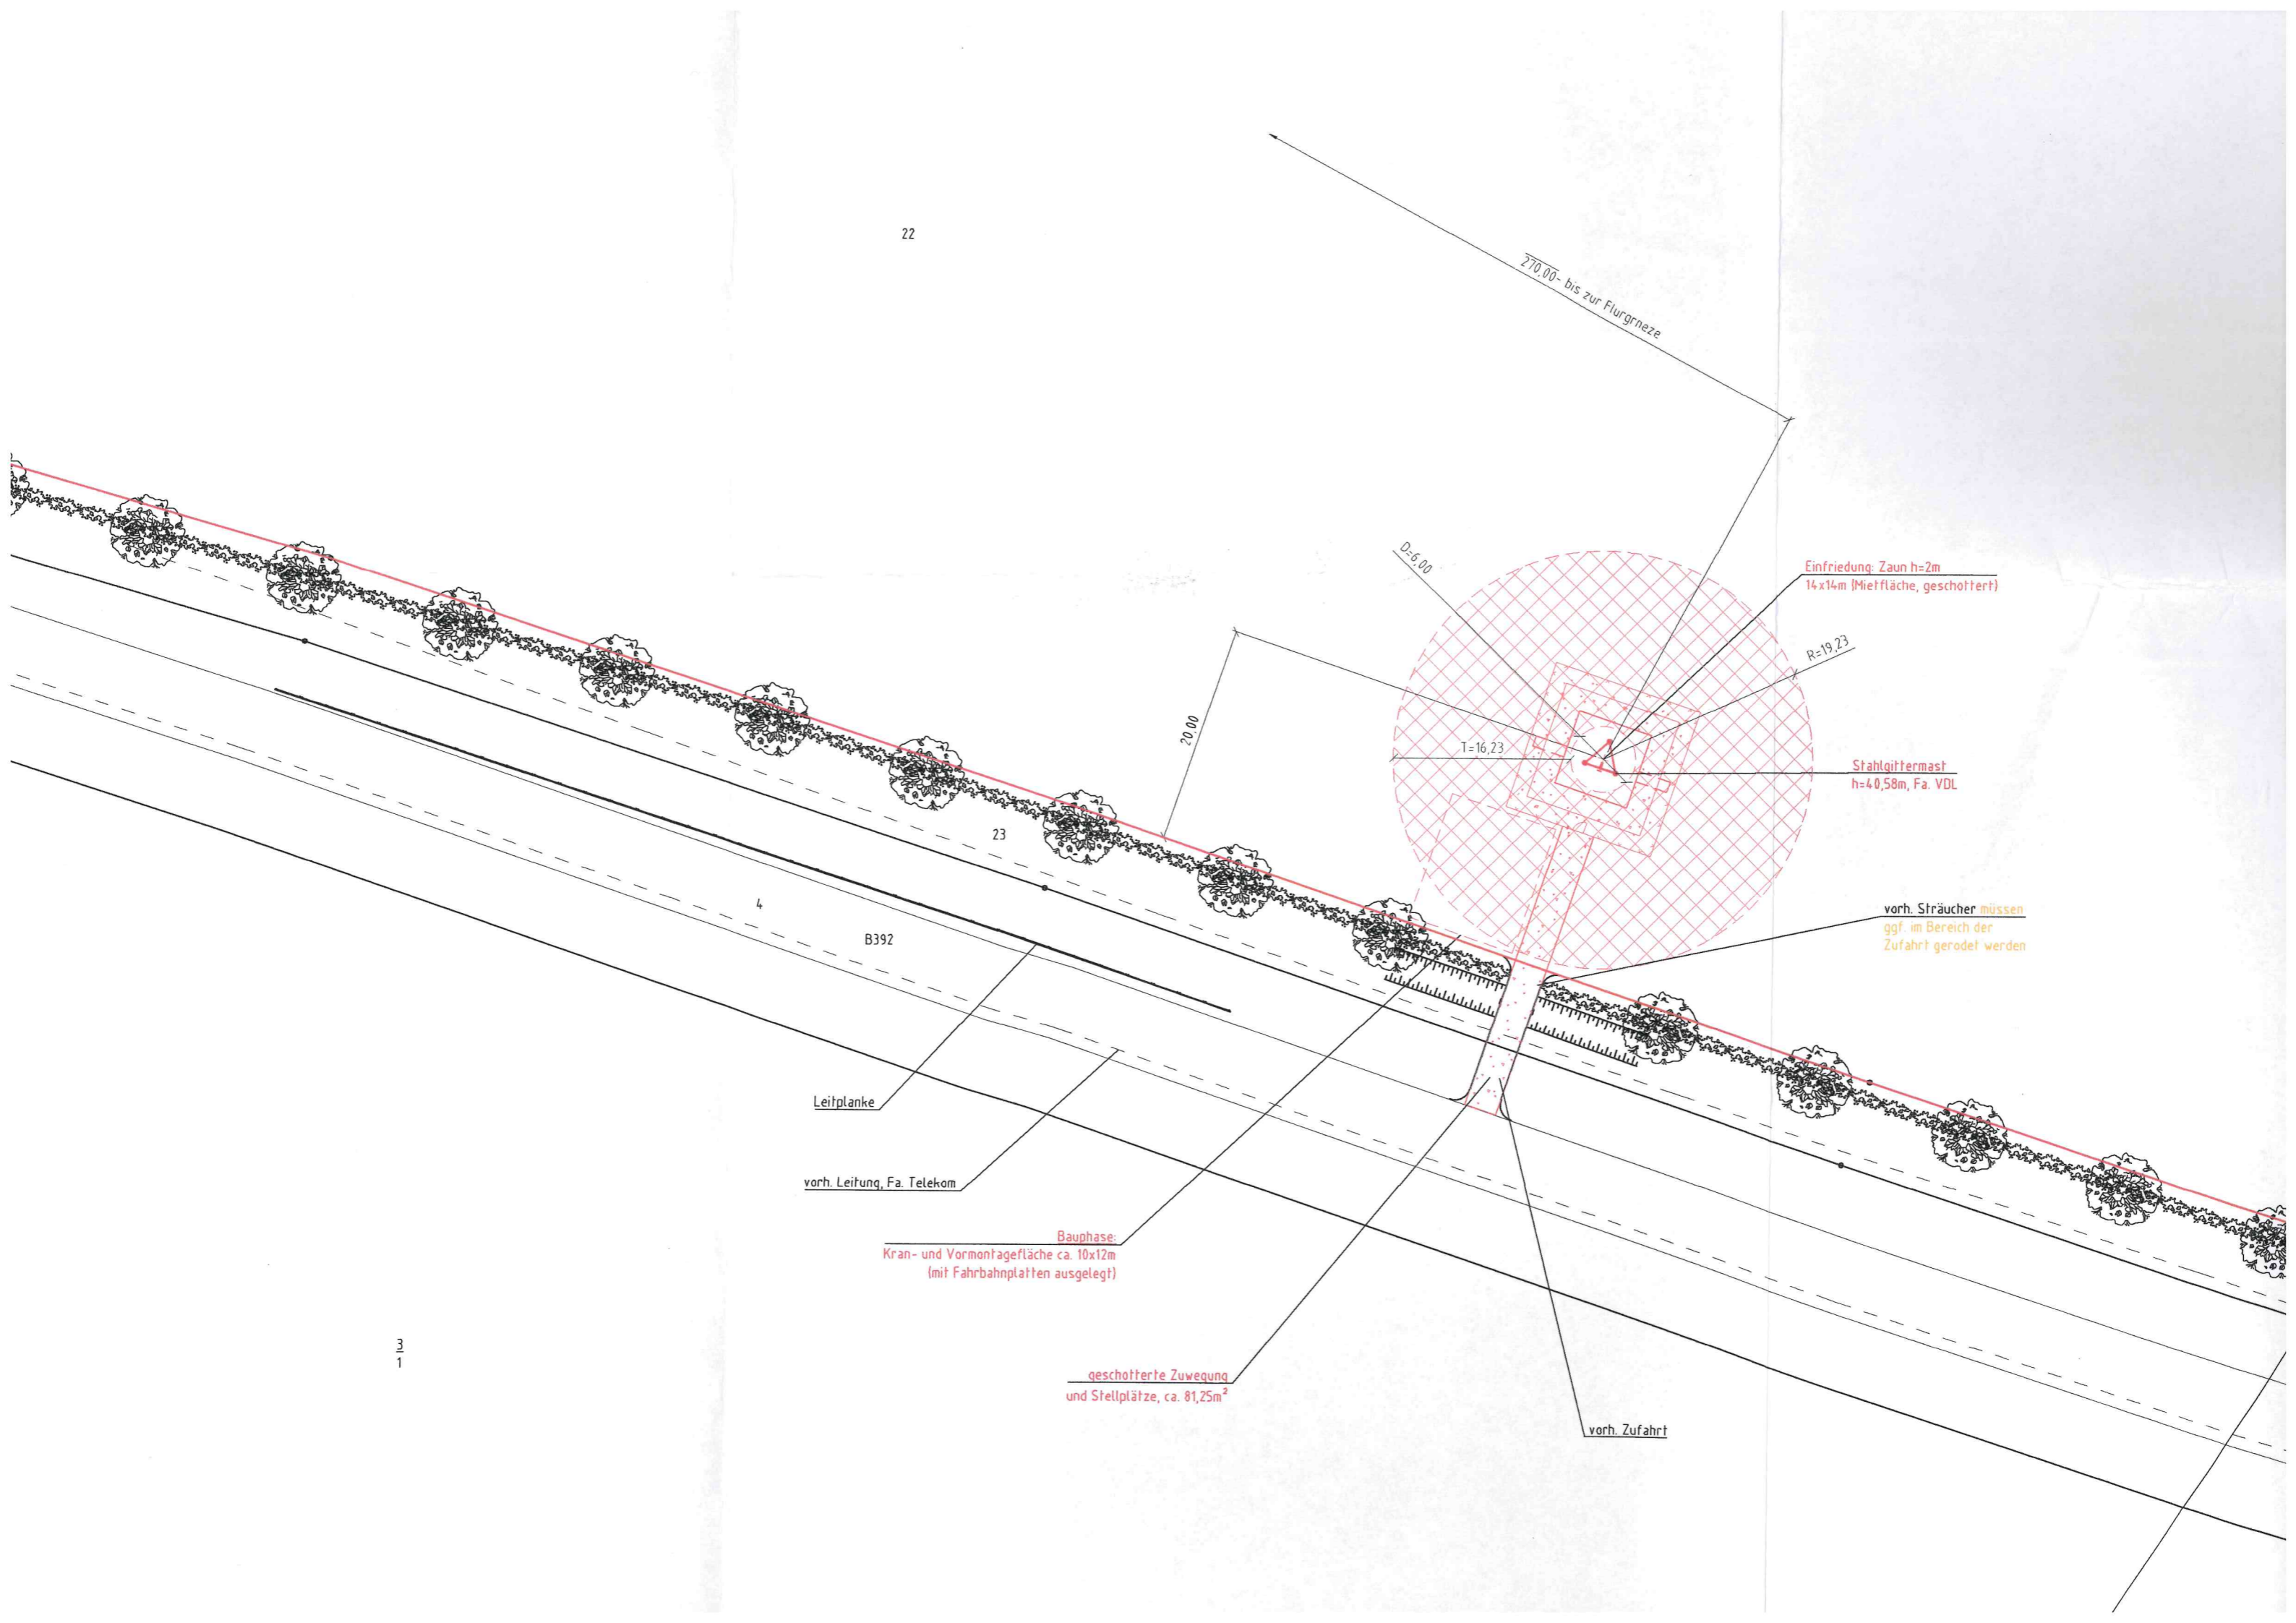 22
270,00- bis zur Flurgrneze
D=6,00
Einfriedung: Zaun h=2m
14x14m (Mietfläche, geschottert)
R=19,23
20,00
T=16,23
Stahlgittermast
h=40,58m, Fa. VDL
23
4
B392
vorh. Sträucher müssen
ggf. im Bereich der
Zufahrt gerodet werden
Leitplanke
vorh. Leitung, Fa. Telekom
Bauphase:
Kran- und Vormontagefläche ca. 10x12m
(mit Fahrbahnplatten ausgelegt)
3
1
geschotterte Zuwegung
und Stellplätze, ca. 81,25m²
vorh. Zufahrt